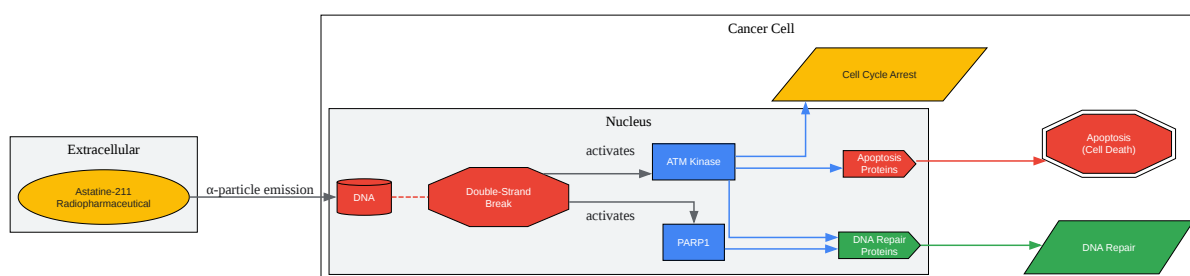 Cancer Cell
Cell Cycle Arrest
Nucleus
Extracellular
Astatine-211
Radiopharmaceutical
α-particle emission
DNA
Double-Strand
Break
activates
activates
ATM Kinase
PARP1
Apoptosis
Proteins
DNA Repair
Proteins
Apoptosis
(Cell Death)
DNA Repair